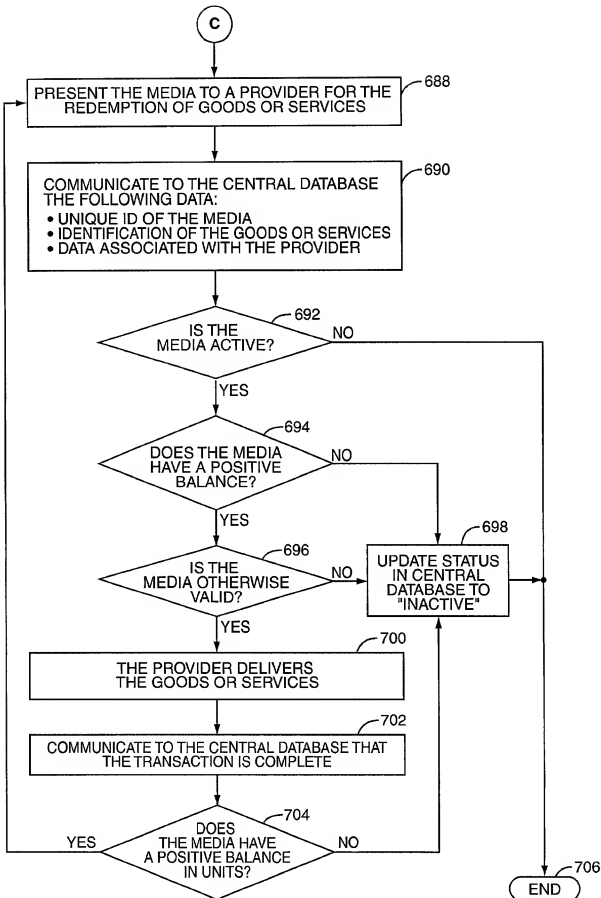 C
PRESENT THE MEDIA TO A PROVIDER FOR THE
REDEMPTION OF GOODS OR SERVICES
688
COMMUNICATE TO THE CENTRAL DATABASE
THE FOLLOWING DATA:
• UNIQUE ID OF THE MEDIA
• IDENTIFICATION OF THE GOODS OR SERVICES
• DATA ASSOCIATED WITH THE PROVIDER
690
IS THE
MEDIA ACTIVE?
692
NO
YES
DOES THE MEDIA
HAVE A POSITIVE
BALANCE?
694
NO
YES
IS THE
MEDIA OTHERWISE
VALID?
696
NO
YES
UPDATE STATUS
IN CENTRAL
DATABASE TO
"INACTIVE"
698
THE PROVIDER DELIVERS
THE GOODS OR SERVICES
700
COMMUNICATE TO THE CENTRAL DATABASE THAT
THE TRANSACTION IS COMPLETE
702
DOES
THE MEDIA HAVE
A POSITIVE BALANCE
IN UNITS?
704
YES
NO
END
706